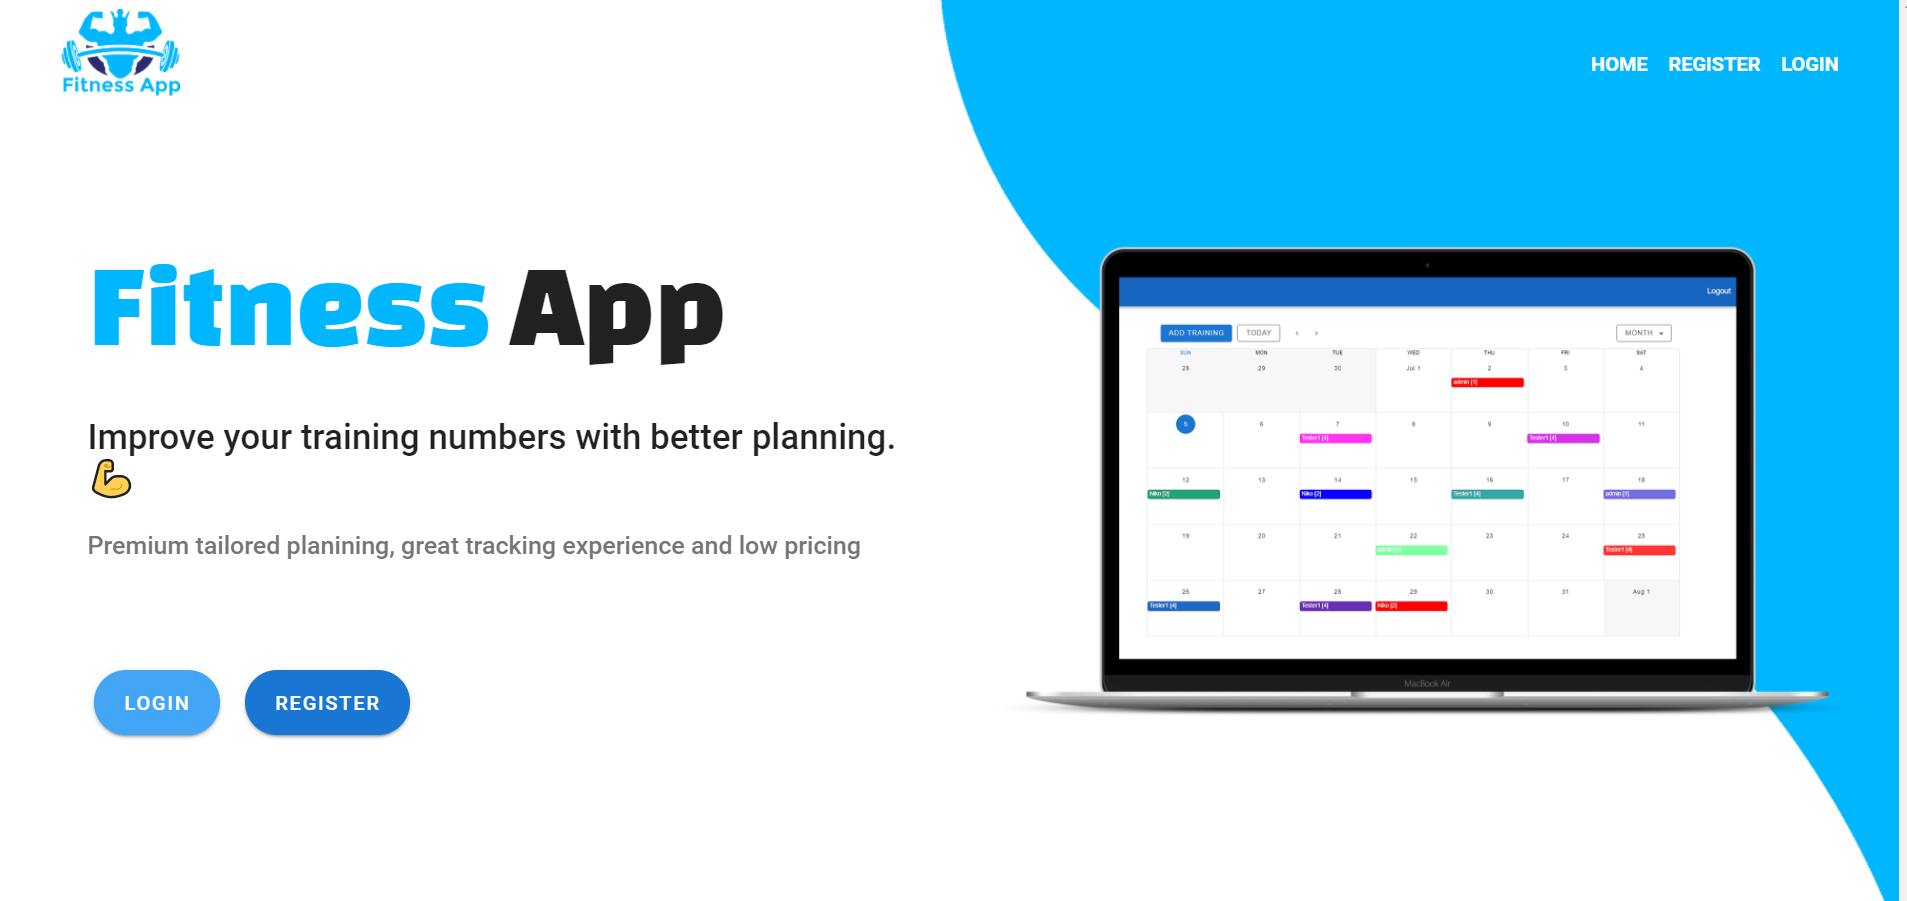 Fitness App
HOME REGISTER LOGIN
Fitness App
Improve your training numbers with better planning.
💪
Premium tailored planining, great tracking experience and low pricing
LOGIN REGISTER
Logout
ADD TRAINING TODAY ‹ › MONTH
SUN MON TUE WED THU FRI SAT
28 29 30 Jul 1 2 3 4
admin [1]
5 6 7 8 9 10 11
Tester1 [4] Tester1 [4]
12 13 14 15 16 17 18
Niko [2] Niko [2] Tester1 [4] admin [1]
19 20 21 22 23 24 25
Tester1 [4]
26 27 28 29 30 31 Aug 1
Tester1 [4] Tester1 [4] Niko [2]
MacBook Air